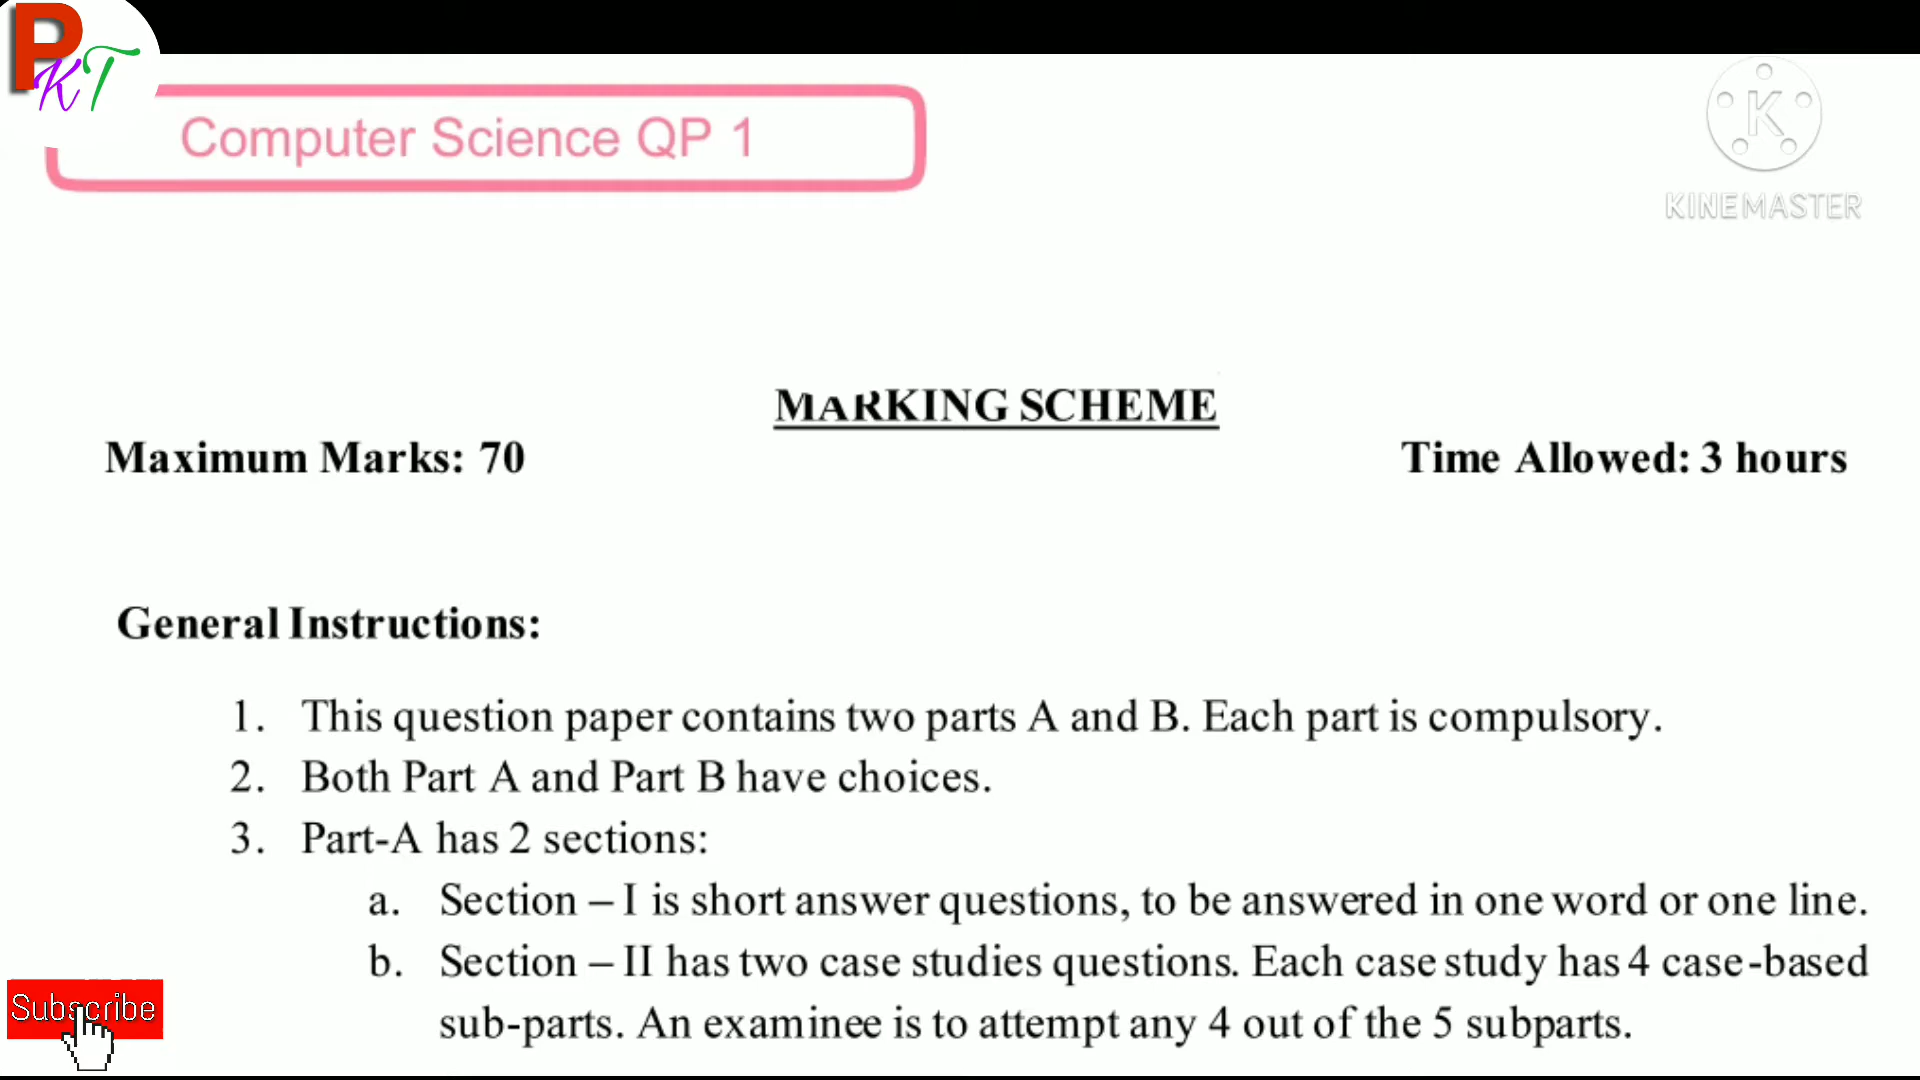 PKT
Computer Science QP 1
K
KINEMASTER
MARKING SCHEME
Maximum Marks: 70 Time Allowed: 3 hours
General Instructions:
1. This question paper contains two parts A and B. Each part is compulsory.
2. Both Part A and Part B have choices.
3. Part-A has 2 sections:
a. Section – I is short answer questions, to be answered in one word or one line.
b. Section – II has two case studies questions. Each case study has 4 case-based
sub-parts. An examinee is to attempt any 4 out of the 5 subparts.
Subscribe